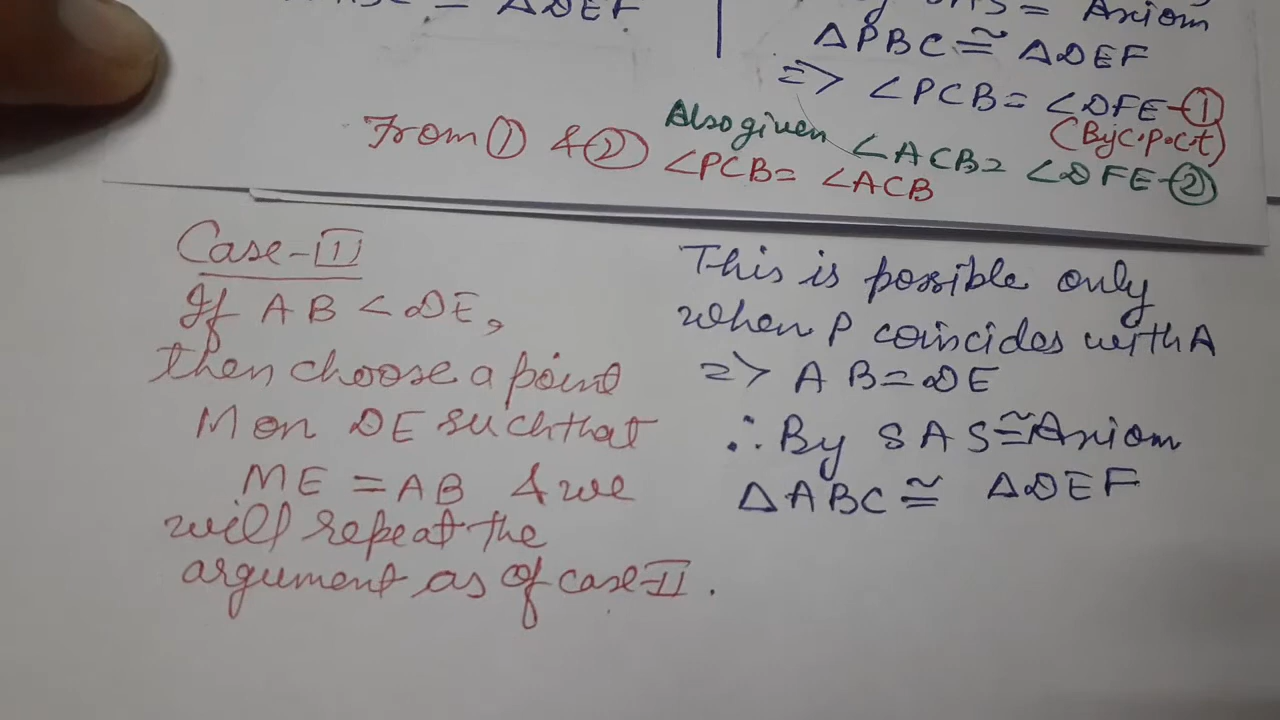 = ΔDEF
Axiom
ΔPBC ≅ ΔDEF
=> ∠PCB = ∠DFE-①
(By C.P.C.t)
Also given ∠ACB = ∠DFE-②
From ① & ② ∠PCB = ∠ACB
Case-III
If AB < DE,
then choose a point
M on DE such that
ME = AB & we
will repeat the
argument as of case II.
This is possible only
when P coincides with A
=> AB = DE
∴ By SAS ≅ Axiom
ΔABC ≅ ΔDEF